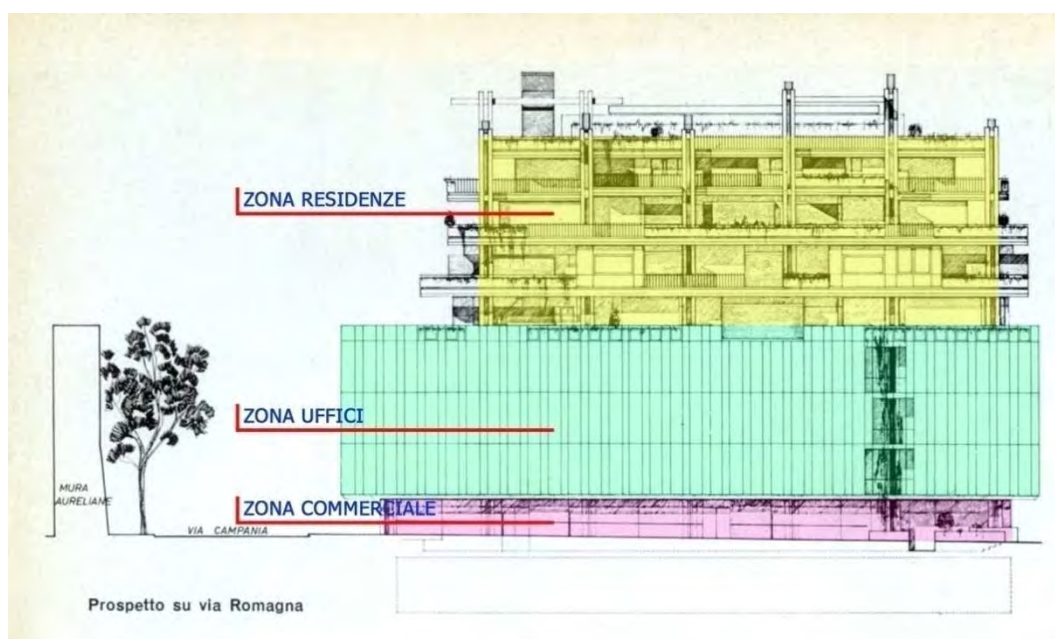 ZONA RESIDENZE
ZONA UFFICI
MURA
AURELIANE
ZONA COMMERCIALE
VIA CAMPANIA
Prospetto su via Romagna